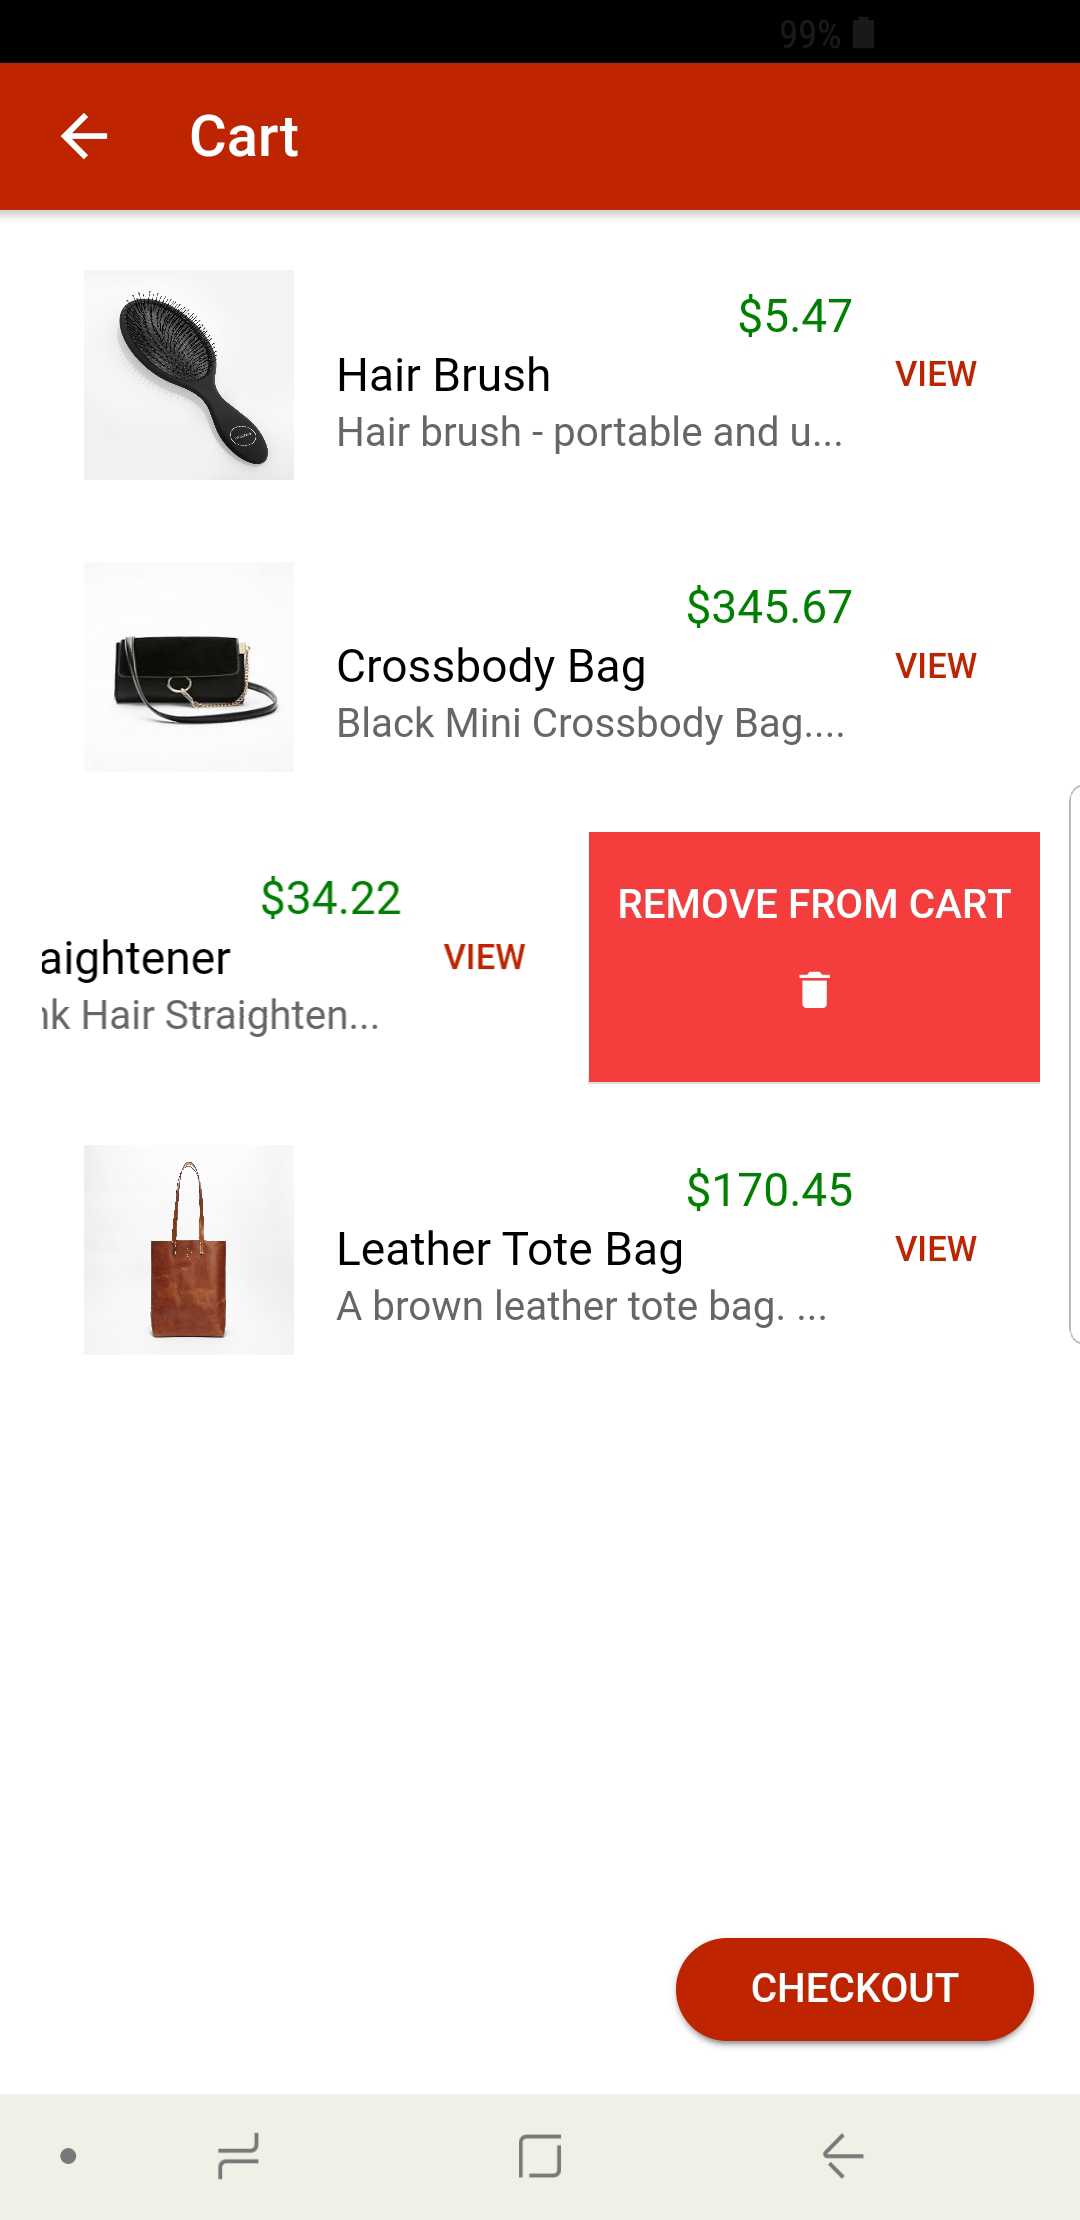 99%
Cart
$5.47
Hair Brush
VIEW
Hair brush - portable and u...
$345.67
Crossbody Bag
VIEW
Black Mini Crossbody Bag....
$34.22
aightener
VIEW
REMOVE FROM CART
nk Hair Straighten...
$170.45
Leather Tote Bag
VIEW
A brown leather tote bag. ...
CHECKOUT